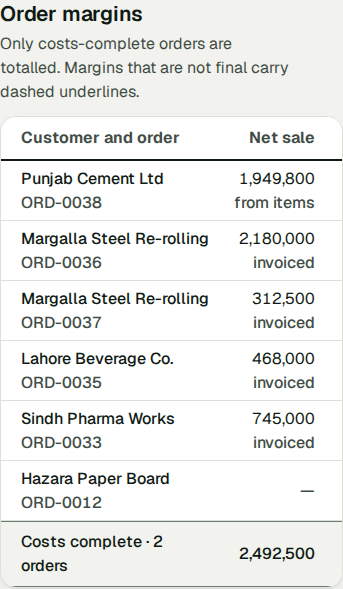 Order margins
Only costs-complete orders are
totalled. Margins that are not final carry
dashed underlines.
Customer and order Net sale
Punjab Cement Ltd 1,949,800
ORD-0038 from items
Margalla Steel Re-rolling 2,180,000
ORD-0036 invoiced
Margalla Steel Re-rolling 312,500
ORD-0037 invoiced
Lahore Beverage Co. 468,000
ORD-0035 invoiced
Sindh Pharma Works 745,000
ORD-0033 invoiced
Hazara Paper Board
ORD-0012 —
Costs complete · 2
orders 2,492,500